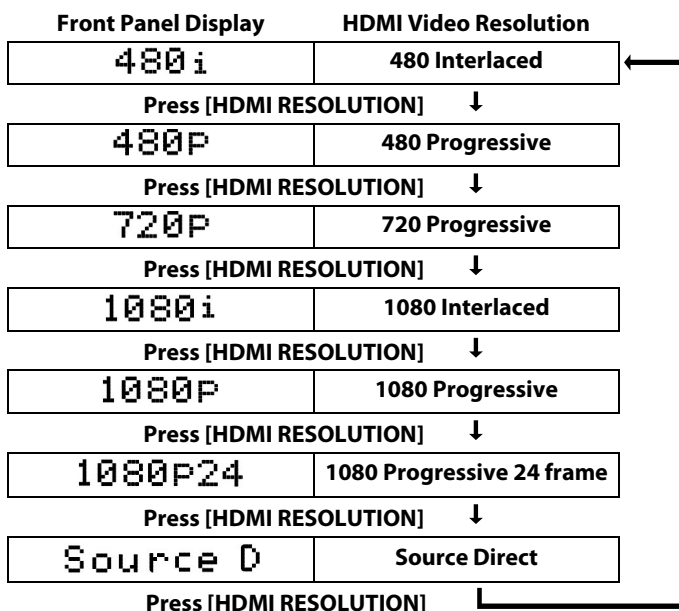 Front Panel Display HDMI Video Resolution
480i 480 Interlaced
Press [HDMI RESOLUTION]
480P 480 Progressive
Press [HDMI RESOLUTION]
720P 720 Progressive
Press [HDMI RESOLUTION]
1080i 1080 Interlaced
Press [HDMI RESOLUTION]
1080P 1080 Progressive
Press [HDMI RESOLUTION]
1080P24 1080 Progressive 24 frame
Press [HDMI RESOLUTION]
Source D Source Direct
Press [HDMI RESOLUTION]